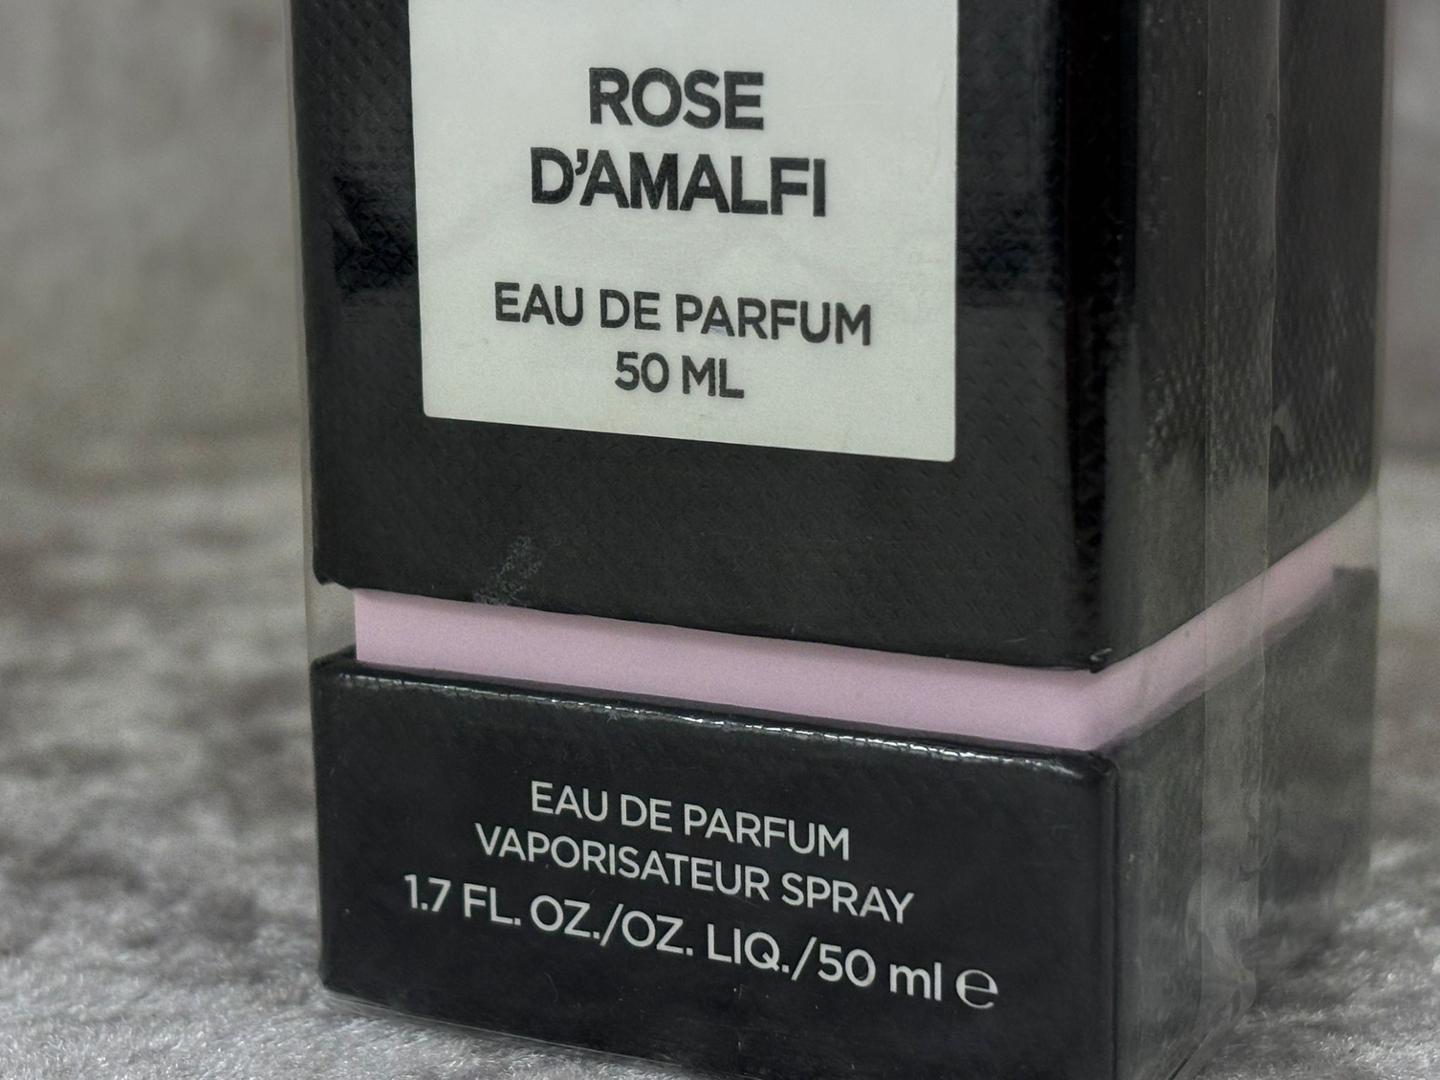 ROSE
D’AMALFI
EAU DE PARFUM
50 ML
EAU DE PARFUM
VAPORISATEUR SPRAY
1.7 FL. OZ./OZ. LIQ./50 ml ℮